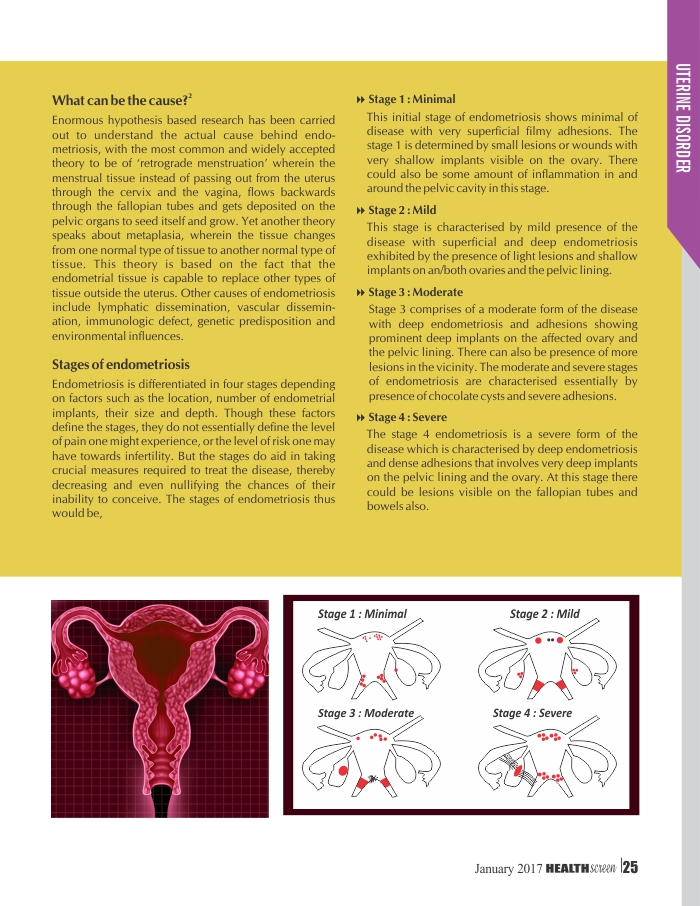 UTERINE DISORDER
What can be the cause?2
Enormous hypothesis based research has been carried
out to understand the actual cause behind endo-
metriosis, with the most common and widely accepted
theory to be of ‘retrograde menstruation’ wherein the
menstrual tissue instead of passing out from the uterus
through the cervix and the vagina, flows backwards
through the fallopian tubes and gets deposited on the
pelvic organs to seed itself and grow. Yet another theory
speaks about metaplasia, wherein the tissue changes
from one normal type of tissue to another normal type of
tissue. This theory is based on the fact that the
endometrial tissue is capable to replace other types of
tissue outside the uterus. Other causes of endometriosis
include lymphatic dissemination, vascular dissemin-
ation, immunologic defect, genetic predisposition and
environmental influences.
Stages of endometriosis
Endometriosis is differentiated in four stages depending
on factors such as the location, number of endometrial
implants, their size and depth. Though these factors
define the stages, they do not essentially define the level
of pain one might experience, or the level of risk one may
have towards infertility. But the stages do aid in taking
crucial measures required to treat the disease, thereby
decreasing and even nullifying the chances of their
inability to conceive. The stages of endometriosis thus
would be,
Stage 1 : Minimal
This initial stage of endometriosis shows minimal of
disease with very superficial filmy adhesions. The
stage 1 is determined by small lesions or wounds with
very shallow implants visible on the ovary. There
could also be some amount of inflammation in and
around the pelvic cavity in this stage.
Stage 2 : Mild
This stage is characterised by mild presence of the
disease with superficial and deep endometriosis
exhibited by the presence of light lesions and shallow
implants on an/both ovaries and the pelvic lining.
Stage 3 : Moderate
Stage 3 comprises of a moderate form of the disease
with deep endometriosis and adhesions showing
prominent deep implants on the affected ovary and
the pelvic lining. There can also be presence of more
lesions in the vicinity. The moderate and severe stages
of endometriosis are characterised essentially by
presence of chocolate cysts and severe adhesions.
Stage 4 : Severe
The stage 4 endometriosis is a severe form of the
disease which is characterised by deep endometriosis
and dense adhesions that involves very deep implants
on the pelvic lining and the ovary. At this stage there
could be lesions visible on the fallopian tubes and
bowels also.
Stage 1 : Minimal
Stage 2 : Mild
Stage 3 : Moderate
Stage 4 : Severe
January 2017 HEALTHscreen 25